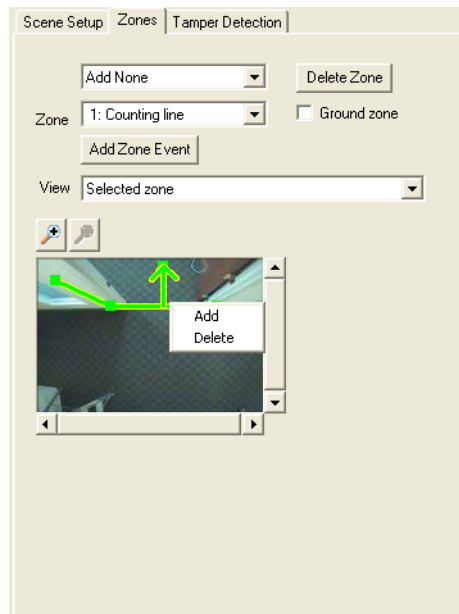 Scene Setup Zones Tamper Detection
Add None Delete Zone
Zone 1: Counting line Ground zone
Add Zone Event
View Selected zone
Add
Delete